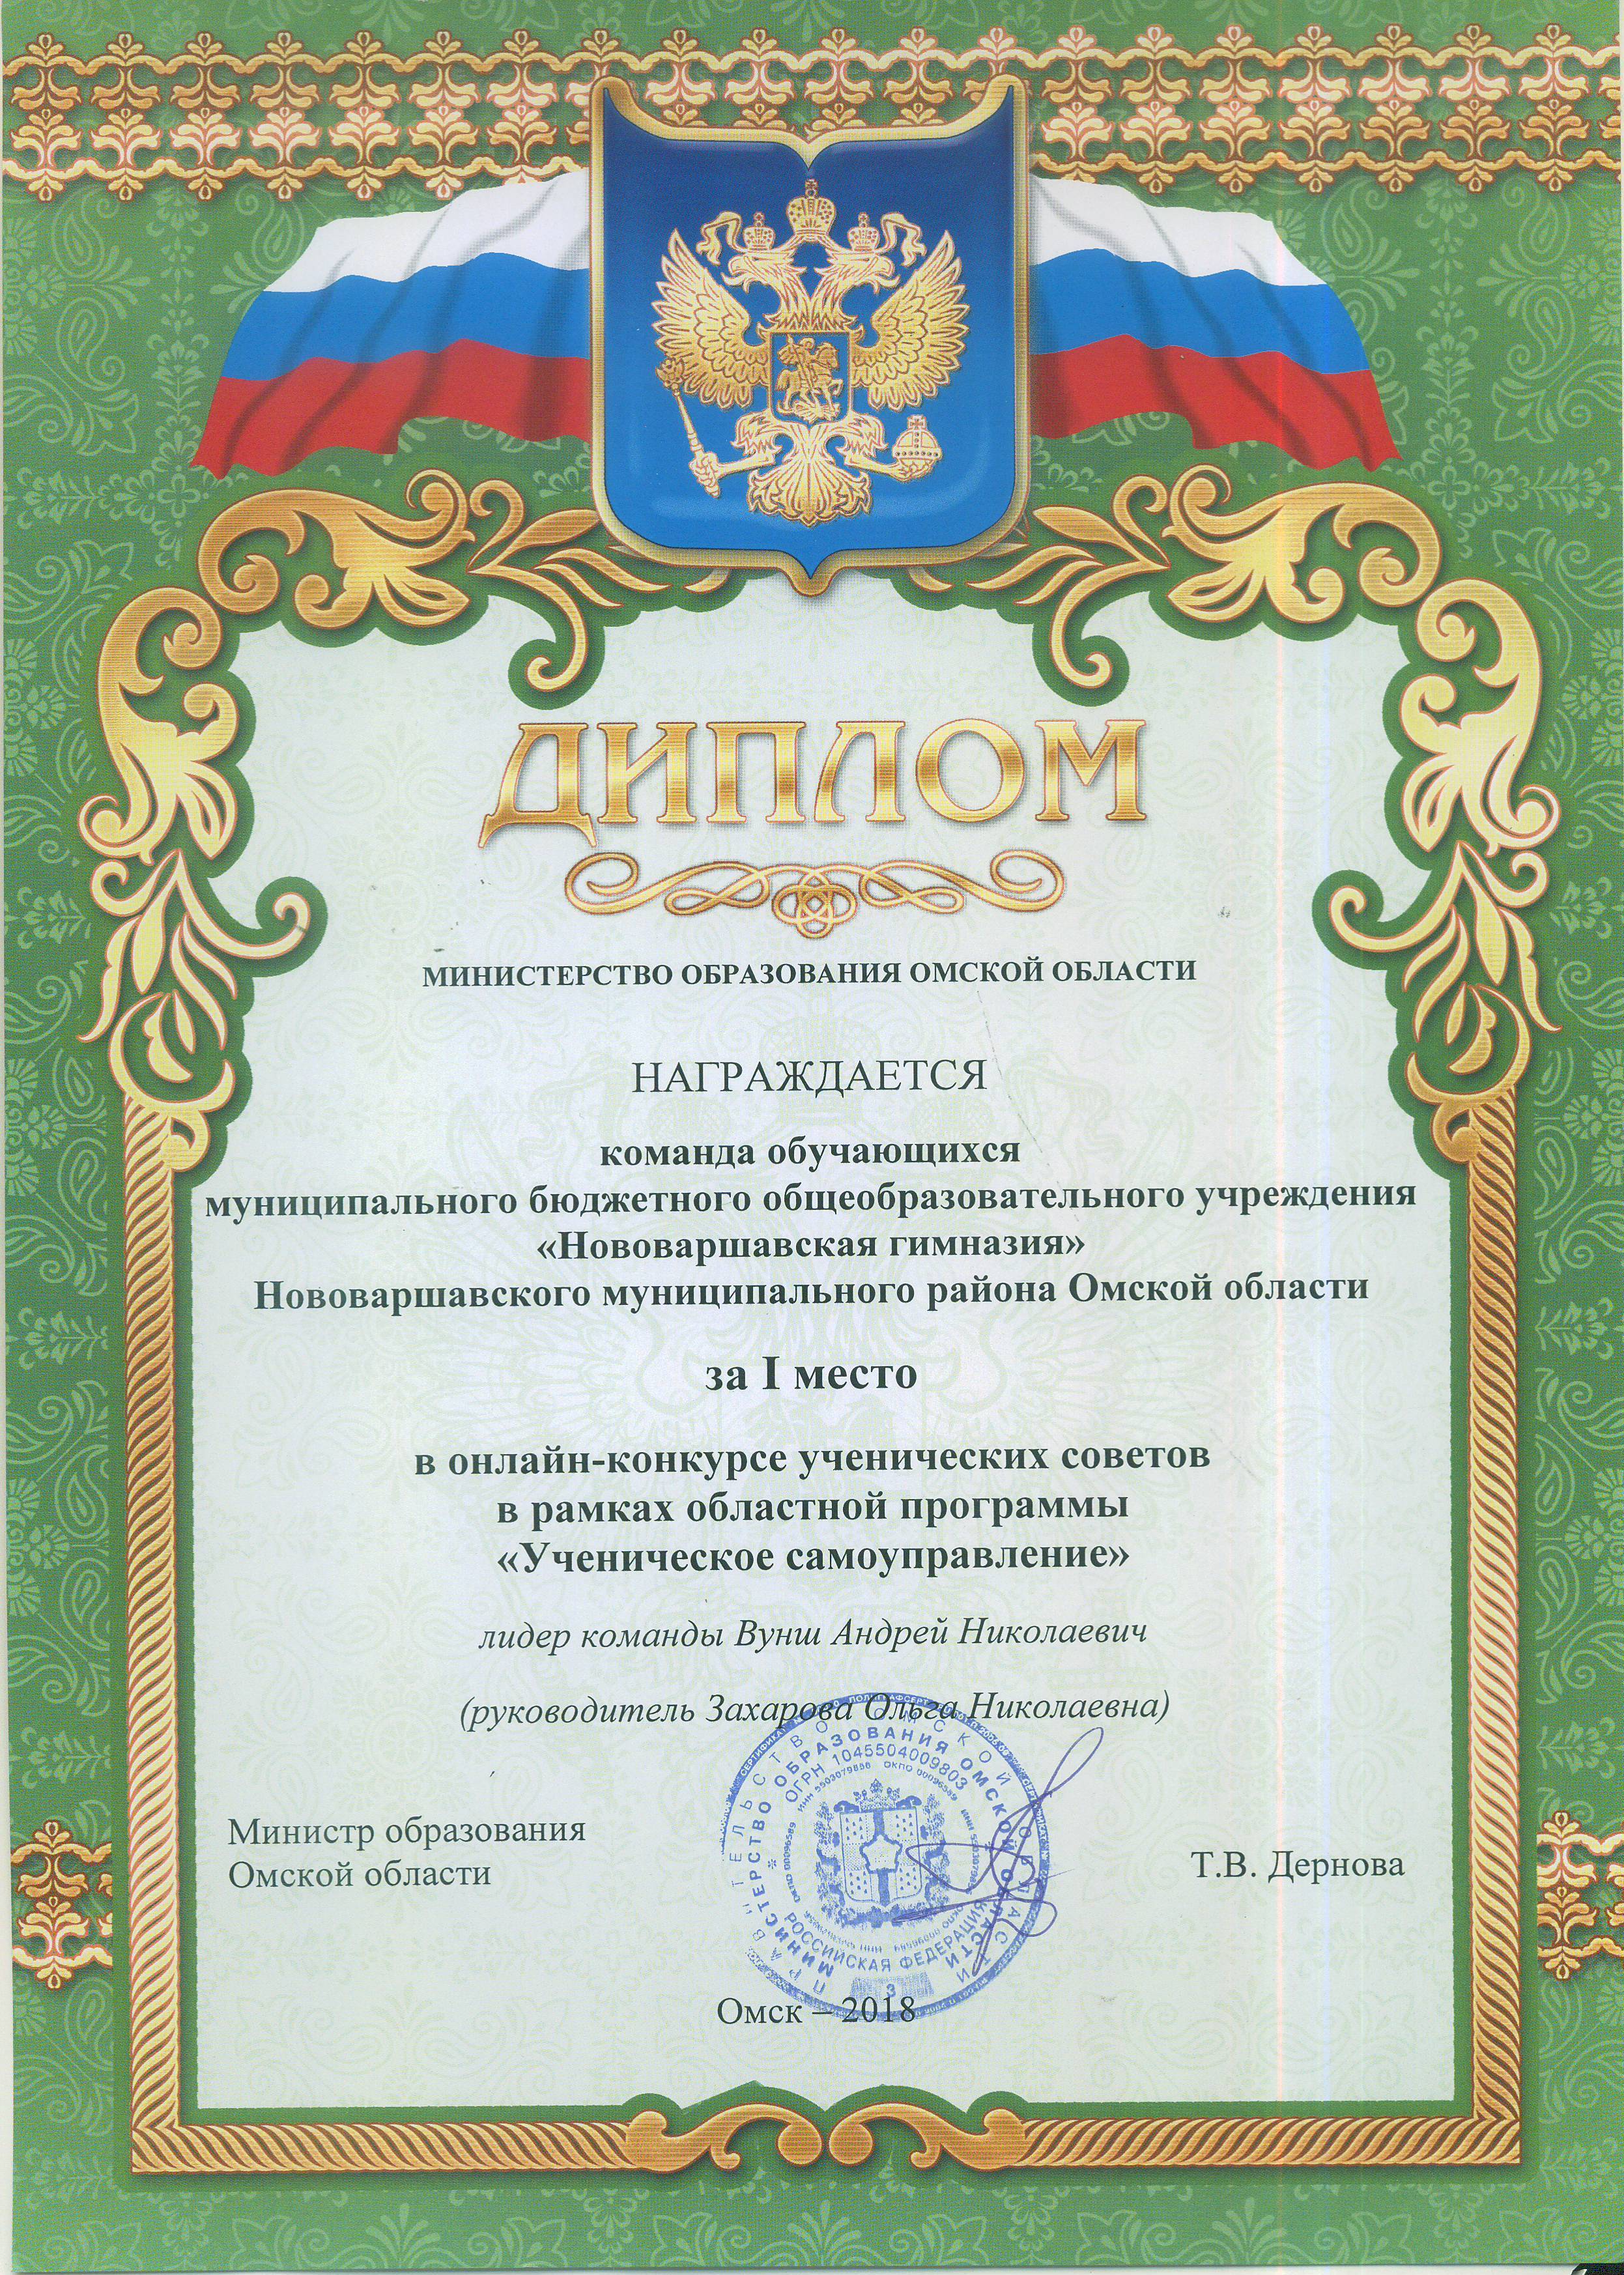 ДИПЛОМ
МИНИСТЕРСТВО ОБРАЗОВАНИЯ ОМСКОЙ ОБЛАСТИ
НАГРАЖДАЕТСЯ
команда обучающихся
муниципального бюджетного общеобразовательного учреждения
«Нововаршавская гимназия»
Нововаршавского муниципального района Омской области
за I место
в онлайн-конкурсе ученических советов
в рамках областной программы
«Ученическое самоуправление»
лидер команды Вунш Андрей Николаевич
(руководитель Захарова Ольга Николаевна)
ПРАВИТЕЛЬСТВО ОМСКОЙ ОБЛАСТИ
МИНИСТЕРСТВО ОБРАЗОВАНИЯ ОМСКОЙ ОБЛАСТИ
ОГРН 1045504009803
РОССИЙСКАЯ ФЕДЕРАЦИЯ
3
Министр образования
Омской области
Т.В. Дернова
Омск – 2018